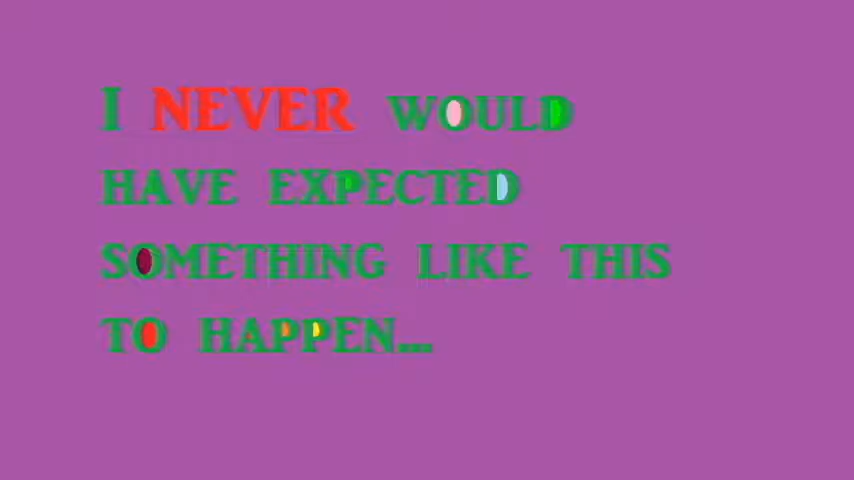 I NEVER WOULD
HAVE EXPECTED
SOMETHING LIKE THIS
TO HAPPEN...